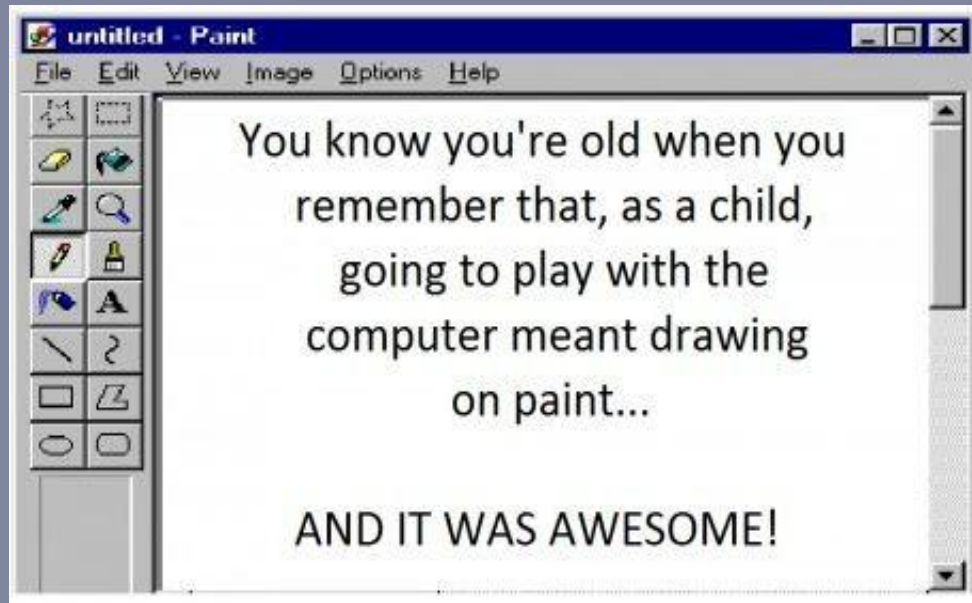 untitled - Paint
File Edit View Image Options Help
A
You know you're old when you
remember that, as a child,
going to play with the
computer meant drawing
on paint...
AND IT WAS AWESOME!